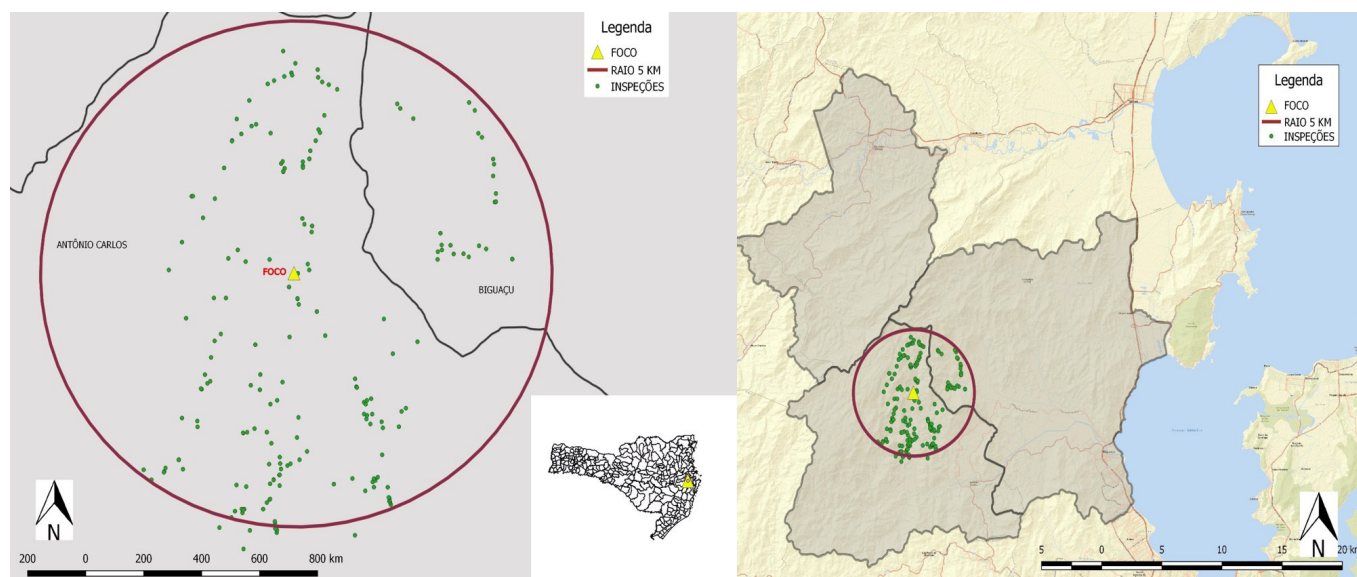 Legenda
FOCO
RAIO 5 KM
INSPEÇÕES
ANTÔNIO CARLOS
FOCO
BIGUAÇU
N
200 0 200 400 600 800 km
Legenda
FOCO
RAIO 5 KM
INSPEÇÕES
N
5 0 5 10 15 20 km